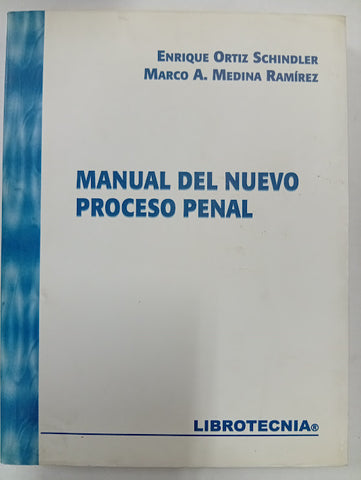 ENRIQUE ORTIZ SCHINDLER
MARCO A. MEDINA RAMÍREZ
MANUAL DEL NUEVO
PROCESO PENAL
LIBROTECNIA®